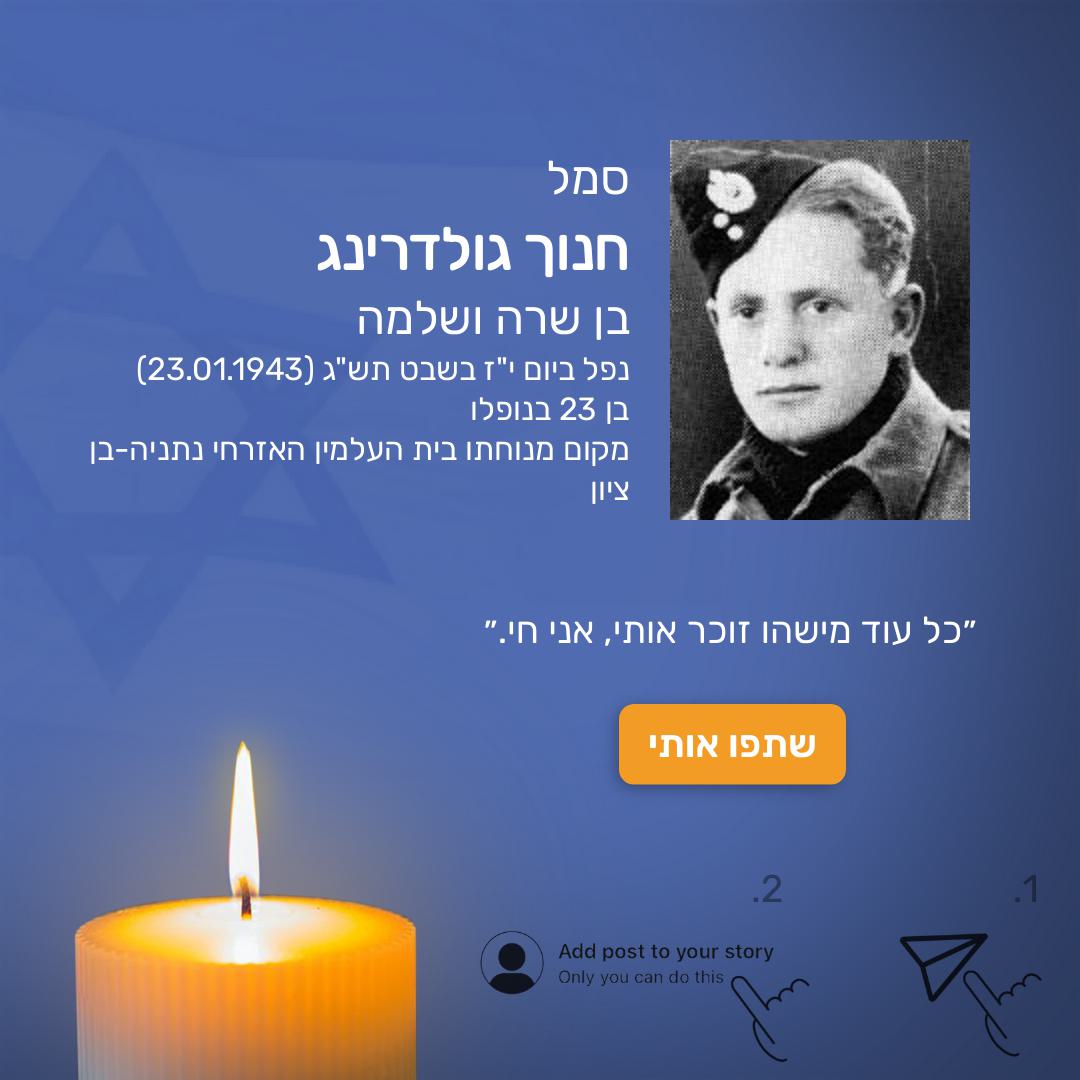 סמל
חנוך גולדרינג
בן שרה ושלמה
נפל ביום י"ז בשבט תש"ג (23.01.1943)
בן 23 בנופלו
מקום מנוחתו בית העלמין האזרחי נתניה-בן
ציון
״כל עוד מישהו זוכר אותי, אני חי.״
שתפו אותי
.1
.2
Add post to your story
Only you can do this